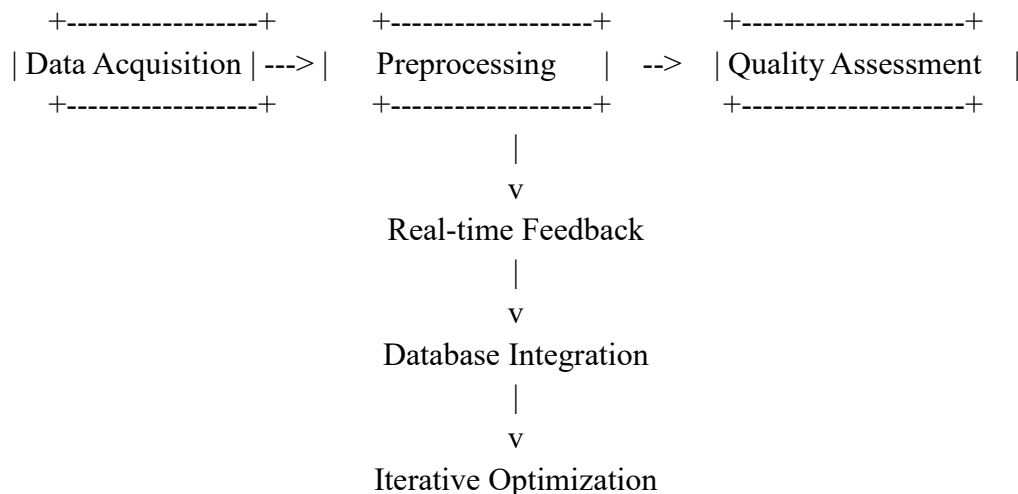 +------------------+ +-------------------+ +---------------------+
| Data Acquisition | ---> | Preprocessing | --> | Quality Assessment |
+------------------+ +-------------------+ +---------------------+
|
v
Real-time Feedback
|
v
Database Integration
|
v
Iterative Optimization